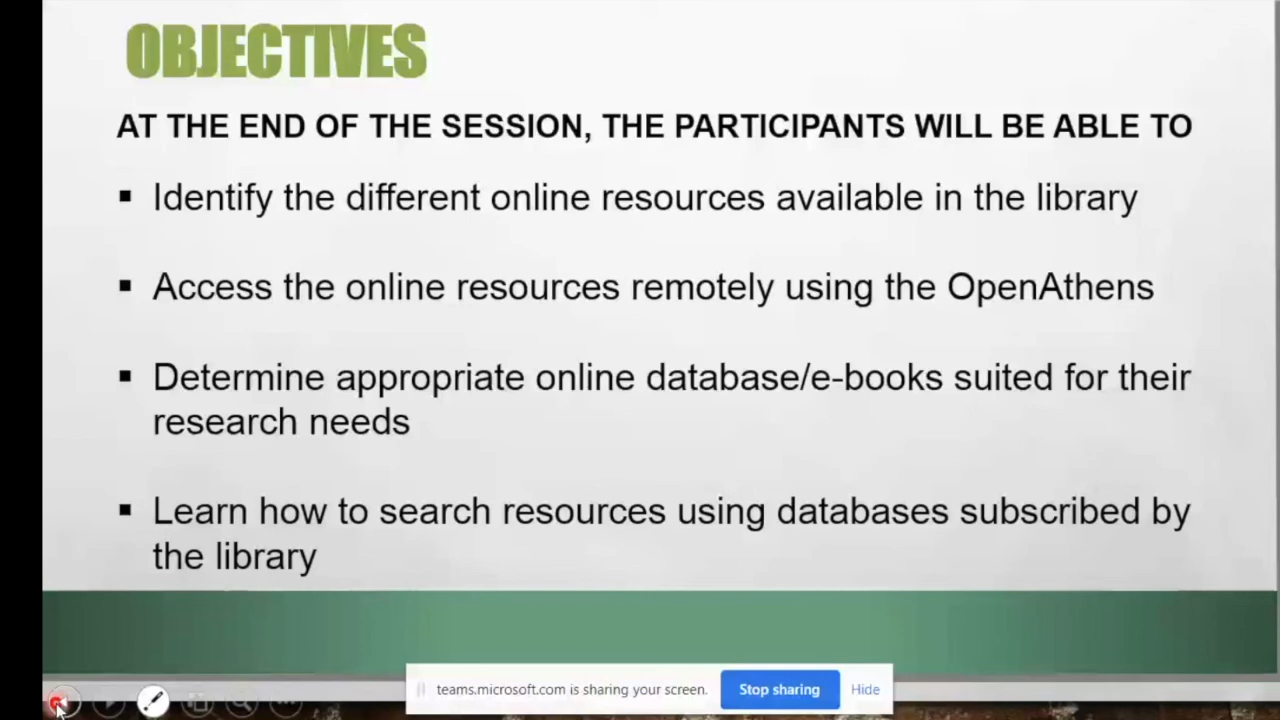 OBJECTIVES
AT THE END OF THE SESSION, THE PARTICIPANTS WILL BE ABLE TO
▪ Identify the different online resources available in the library
▪ Access the online resources remotely using the OpenAthens
▪ Determine appropriate online database/e-books suited for their
research needs
▪ Learn how to search resources using databases subscribed by
the library
teams.microsoft.com is sharing your screen. Stop sharing Hide